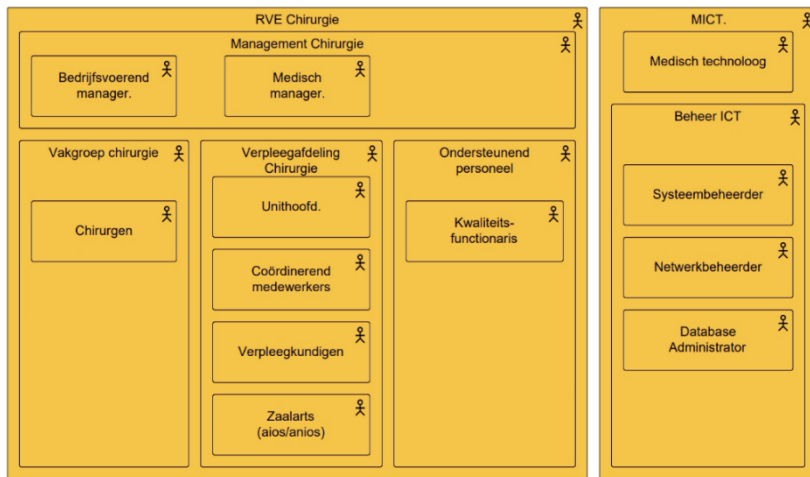 RVE Chirurgie
Management Chirurgie
Bedrijfsvoerend
manager.
Medisch
manager.
Vakgroep chirurgie
Chirurgen
Verpleegafdeling
Chirurgie
Unithoofd.
Coördinerend
medewerkers
Verpleegkundigen
Zaalarts
(aios/anios)
Ondersteunend
personeel
Kwaliteits-
functionaris
MICT.
Medisch technoloog
Beheer ICT
Systeembeheerder
Netwerkbeheerder
Database
Administrator